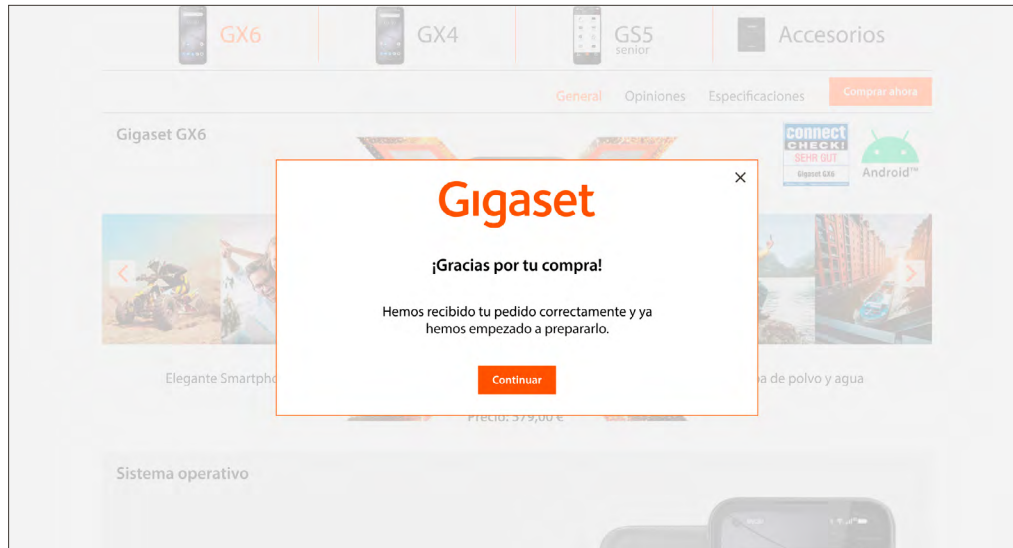 GX6
GX4
GS5
senior
Accesorios
General
Opiniones
Especificaciones
Comprar ahora
Gigaset GX6
connect
CHECK!
SEHR GUT
Gigaset GX6
Android™
Gigaset
¡Gracias por tu compra!
Hemos recibido tu pedido correctamente y ya
hemos empezado a prepararlo.
Continuar
Elegante Smartpho
de polvo y agua
Precio: 579,00 €
Sistema operativo